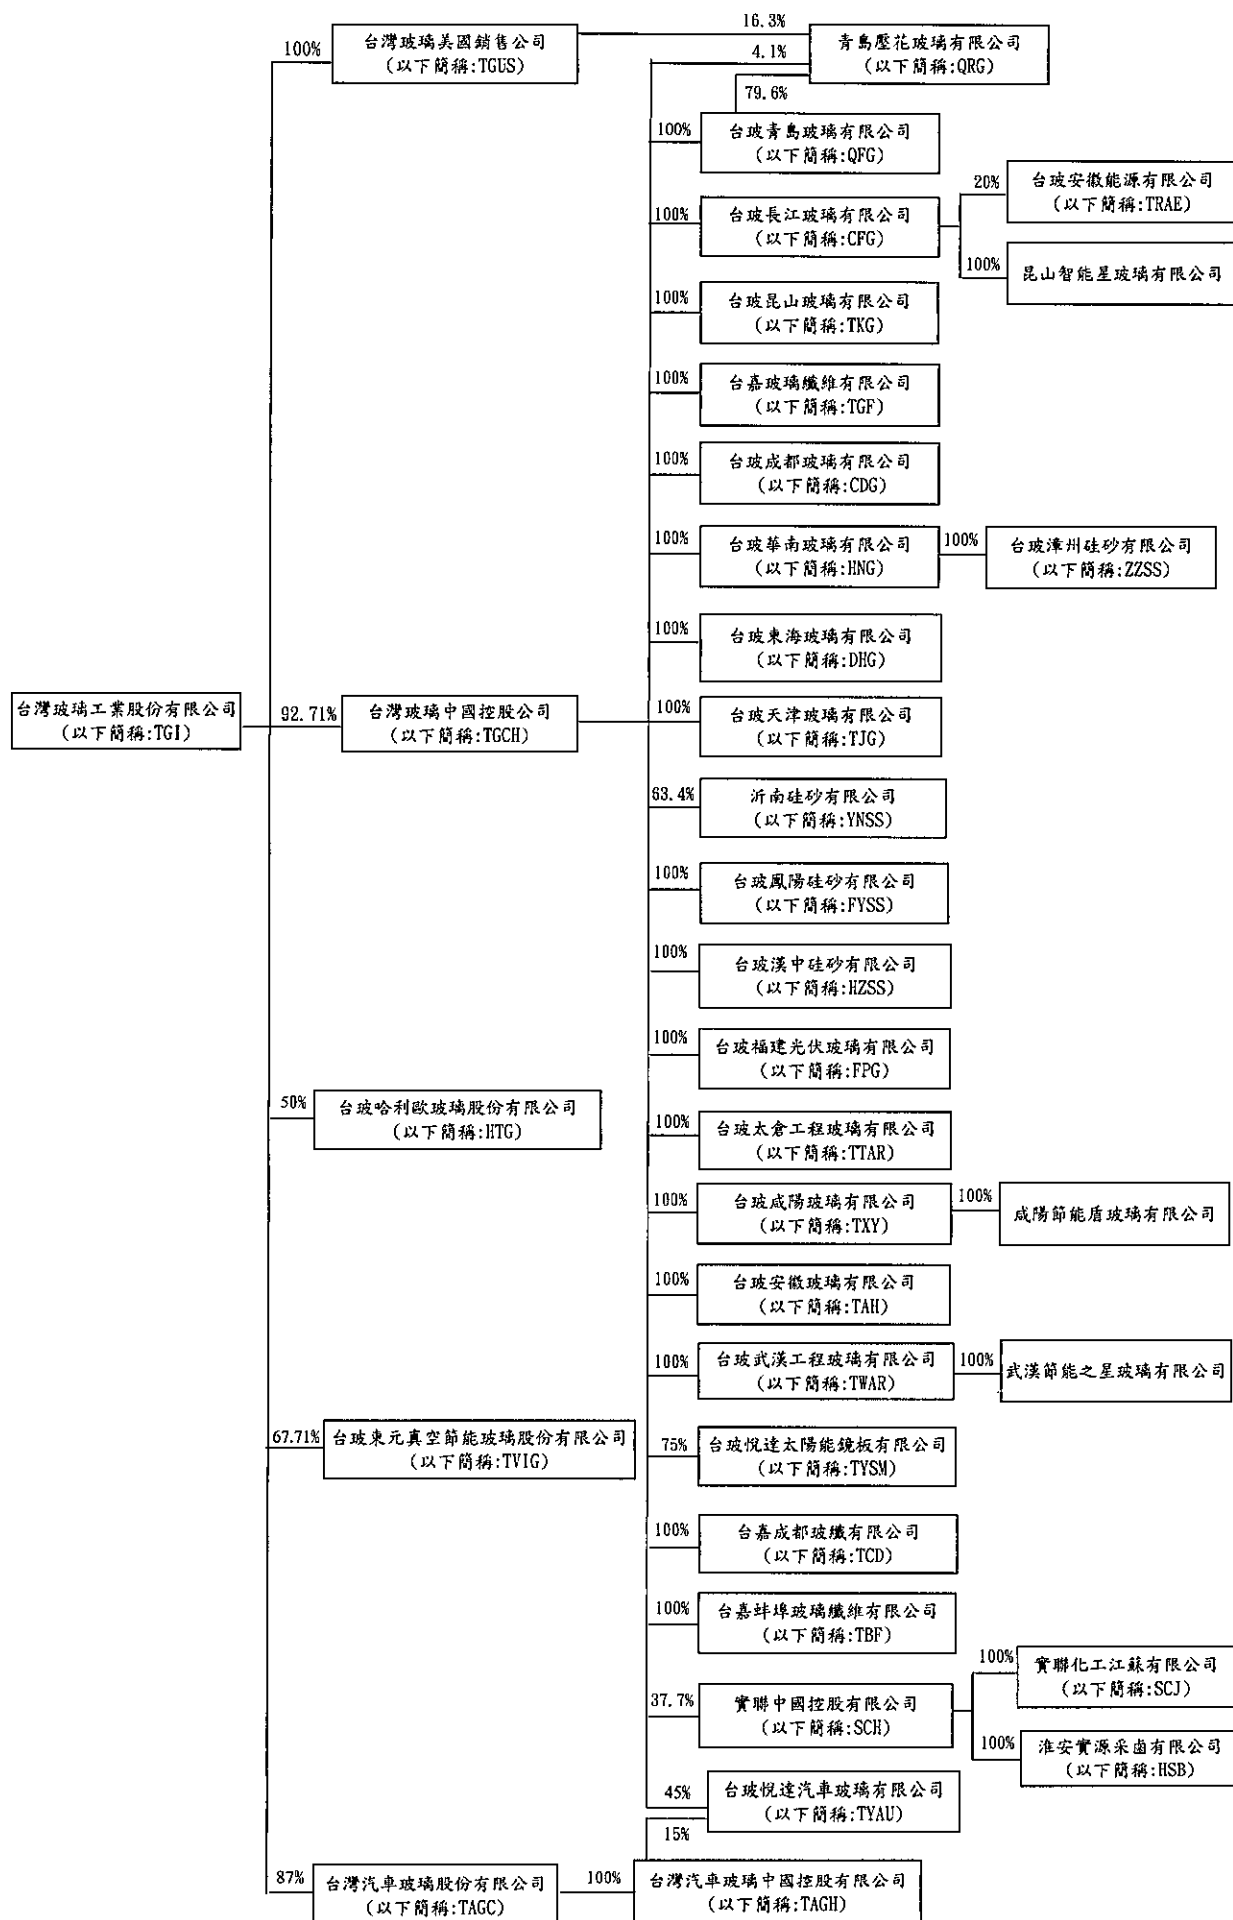 16.3%
100%
台灣玻璃美國銷售公司
(以下簡稱:TGUS)
青島壓花玻璃有限公司
(以下簡稱:QRG)
4.1%
79.6%
100%
台玻青島玻璃有限公司
(以下簡稱:QFG)
100%
台玻長江玻璃有限公司
(以下簡稱:CFG)
20%
台玻安徽能源有限公司
(以下簡稱:TRAE)
100%
昆山智能星玻璃有限公司
100%
台玻昆山玻璃有限公司
(以下簡稱:TKG)
100%
台嘉玻璃纖維有限公司
(以下簡稱:TGF)
100%
台玻成都玻璃有限公司
(以下簡稱:CDG)
100%
台玻華南玻璃有限公司
(以下簡稱:HNG)
100%
台玻漳州硅砂有限公司
(以下簡稱:ZZSS)
100%
台玻東海玻璃有限公司
(以下簡稱:DHG)
台灣玻璃工業股份有限公司
(以下簡稱:TGI)
92.71%
台灣玻璃中國控股公司
(以下簡稱:TGCH)
100%
台玻天津玻璃有限公司
(以下簡稱:TJG)
63.4%
沂南硅砂有限公司
(以下簡稱:YNSS)
100%
台玻鳳陽硅砂有限公司
(以下簡稱:FYSS)
100%
台玻漢中硅砂有限公司
(以下簡稱:HZSS)
100%
台玻福建光伏玻璃有限公司
(以下簡稱:FPG)
50%
台玻哈利歐玻璃股份有限公司
(以下簡稱:HTG)
100%
台玻太倉工程玻璃有限公司
(以下簡稱:TTAR)
100%
台玻咸陽玻璃有限公司
(以下簡稱:TXY)
100%
咸陽節能盾玻璃有限公司
100%
台玻安徽玻璃有限公司
(以下簡稱:TAH)
100%
台玻武漢工程玻璃有限公司
(以下簡稱:TWAR)
100%
武漢節能之星玻璃有限公司
67.71%
台玻東元真空節能玻璃股份有限公司
(以下簡稱:TVIG)
75%
台玻悅達太陽能鏡板有限公司
(以下簡稱:TYSM)
100%
台嘉成都玻纖有限公司
(以下簡稱:TCD)
100%
台嘉蚌埠玻璃纖維有限公司
(以下簡稱:TBF)
37.7%
實聯中國控股有限公司
(以下簡稱:SCH)
100%
實聯化工江蘇有限公司
(以下簡稱:SCJ)
100%
淮安實源采鹵有限公司
(以下簡稱:HSB)
45%
台玻悅達汽車玻璃有限公司
(以下簡稱:TYAU)
15%
87%
台灣汽車玻璃股份有限公司
(以下簡稱:TAGC)
100%
台灣汽車玻璃中國控股有限公司
(以下簡稱:TAGH)